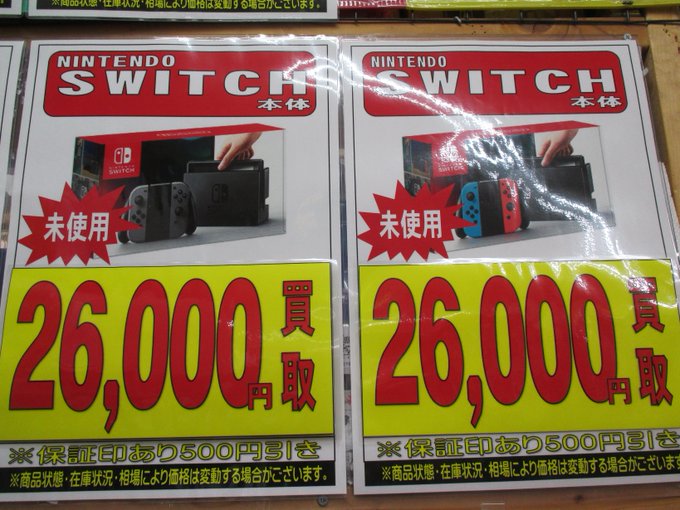 ※商品状態・在庫状況・相場により価格は変動する場合がございます。
NINTENDO
SWITCH
本体
NINTENDO
SWITCH
未使用
26,000円
買取
※保証印あり500円引き
※商品状態・在庫状況・相場により価格は変動する場合がございます。
NINTENDO
SWITCH
本体
未使用
26,000円
買取
※保証印あり500円引き
※商品状態・在庫状況・相場により価格は変動する場合がございます。